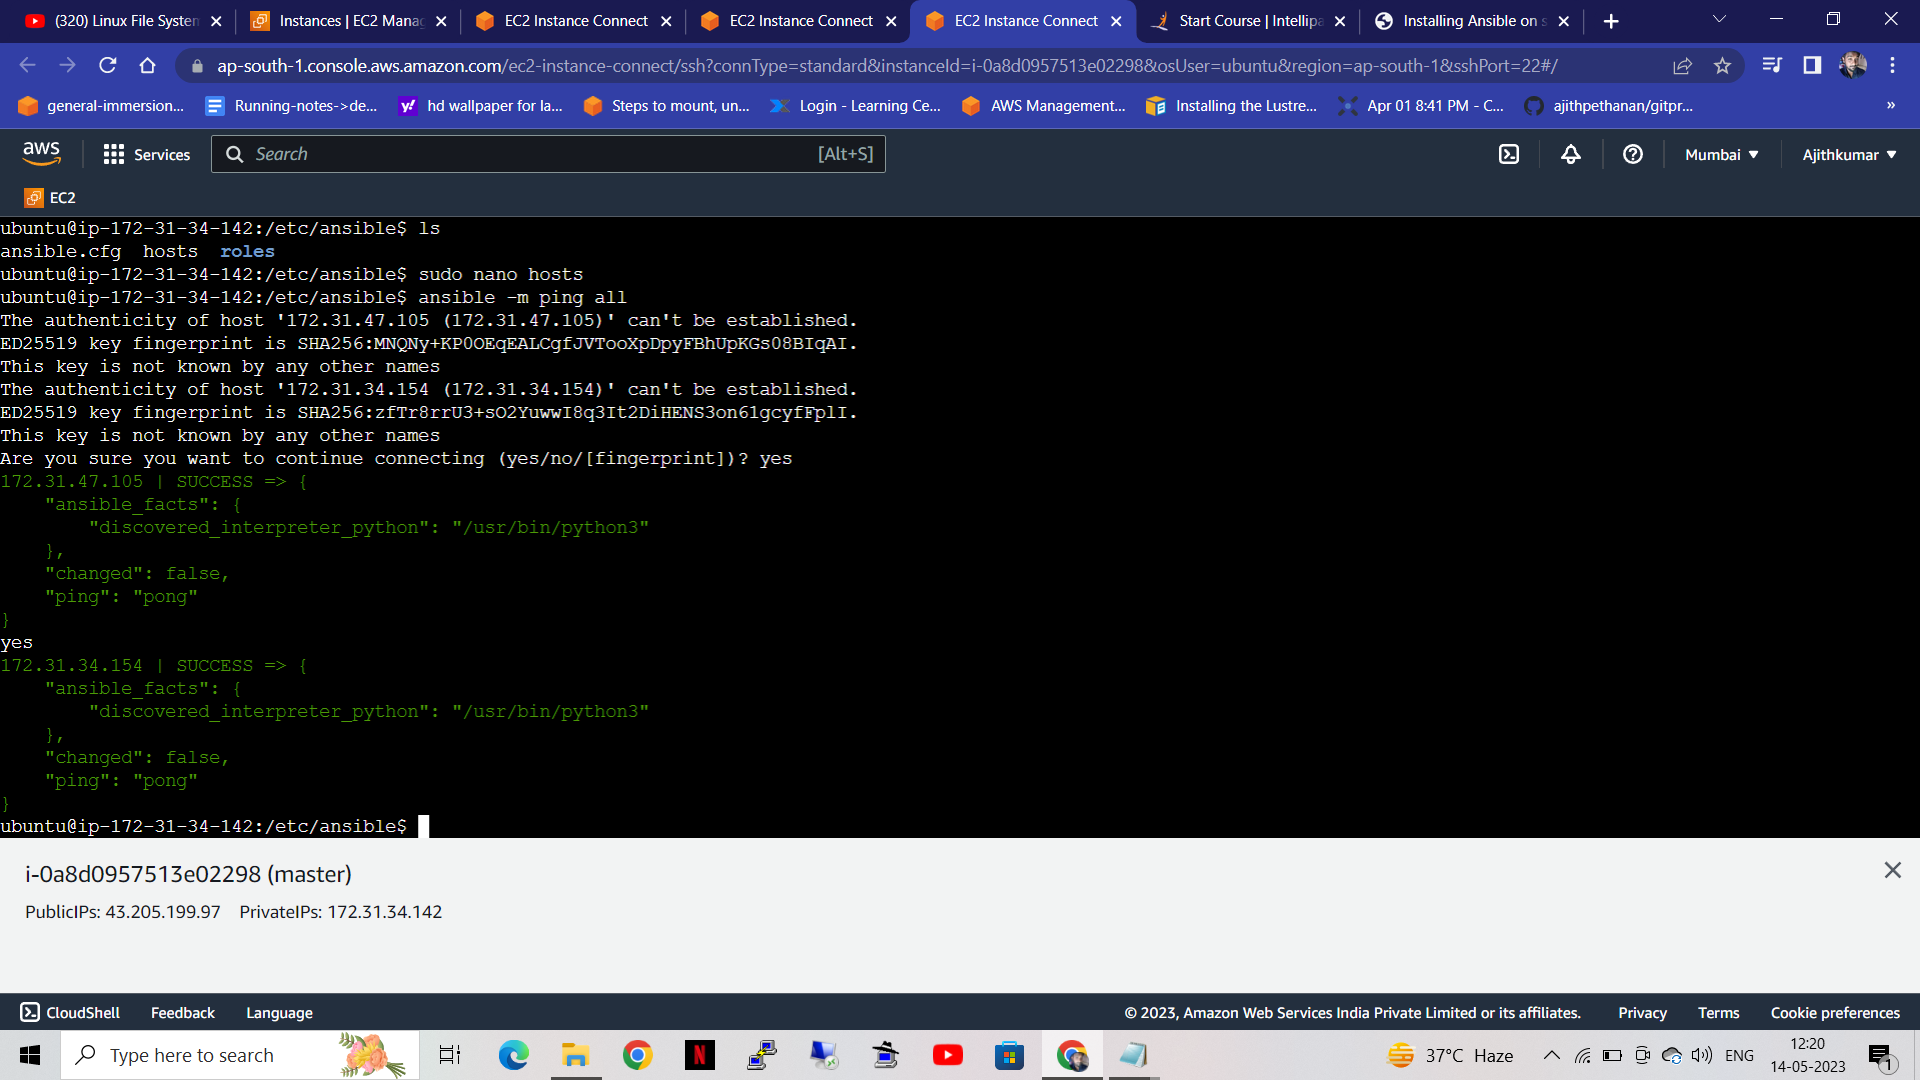 (320) Linux File System
Instances | EC2 Manag
EC2 Instance Connect
EC2 Instance Connect
EC2 Instance Connect
Start Course | Intellipa
Installing Ansible on s
ap-south-1.console.aws.amazon.com/ec2-instance-connect/ssh?connType=standard&instanceId=i-0a8d0957513e02298&osUser=ubuntu&region=ap-south-1&sshPort=22#/
general-immersion...
Running-notes->de...
hd wallpaper for la...
Steps to mount, un...
Login - Learning Ce...
AWS Management...
Installing the Lustre...
Apr 01 8:41 PM - C...
ajithpethanan/gitpr...
»
aws
Services
Search
[Alt+S]
Mumbai
Ajithkumar
EC2
ubuntu@ip-172-31-34-142:/etc/ansible$ ls
ansible.cfg  hosts  roles
ubuntu@ip-172-31-34-142:/etc/ansible$ sudo nano hosts
ubuntu@ip-172-31-34-142:/etc/ansible$ ansible -m ping all
The authenticity of host '172.31.47.105 (172.31.47.105)' can't be established.
ED25519 key fingerprint is SHA256:MNQNy+KP0OEqEALCgfJVTooXpDpyFBhUpKGs08BIqAI.
This key is not known by any other names
The authenticity of host '172.31.34.154 (172.31.34.154)' can't be established.
ED25519 key fingerprint is SHA256:zfTr8rrU3+sO2YuwwI8q3It2DiHENS3on61gcyfFplI.
This key is not known by any other names
Are you sure you want to continue connecting (yes/no/[fingerprint])? yes
172.31.47.105 | SUCCESS => {
    "ansible_facts": {
        "discovered_interpreter_python": "/usr/bin/python3"
    },
    "changed": false,
    "ping": "pong"
}
yes
172.31.34.154 | SUCCESS => {
    "ansible_facts": {
        "discovered_interpreter_python": "/usr/bin/python3"
    },
    "changed": false,
    "ping": "pong"
}
ubuntu@ip-172-31-34-142:/etc/ansible$
i-0a8d0957513e02298 (master)
PublicIPs: 43.205.199.97  PrivateIPs: 172.31.34.142
CloudShell
Feedback
Language
© 2023, Amazon Web Services India Private Limited or its affiliates.
Privacy
Terms
Cookie preferences
Type here to search
37°C  Haze
ENG
12:20
14-05-2023
1